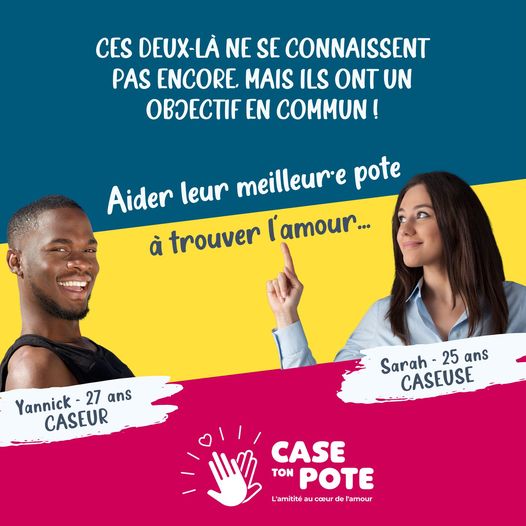 CES DEUX-LÀ NE SE CONNAISSENT
PAS ENCORE, MAIS ILS ONT UN
OBJECTIF EN COMMUN !
Aider leur meilleur·e pote
à trouver l'amour...
Yannick - 27 ans
CASEUR
Sarah - 25 ans
CASEUSE
CASE
TON
POTE
L'amitité au cœur de l'amour